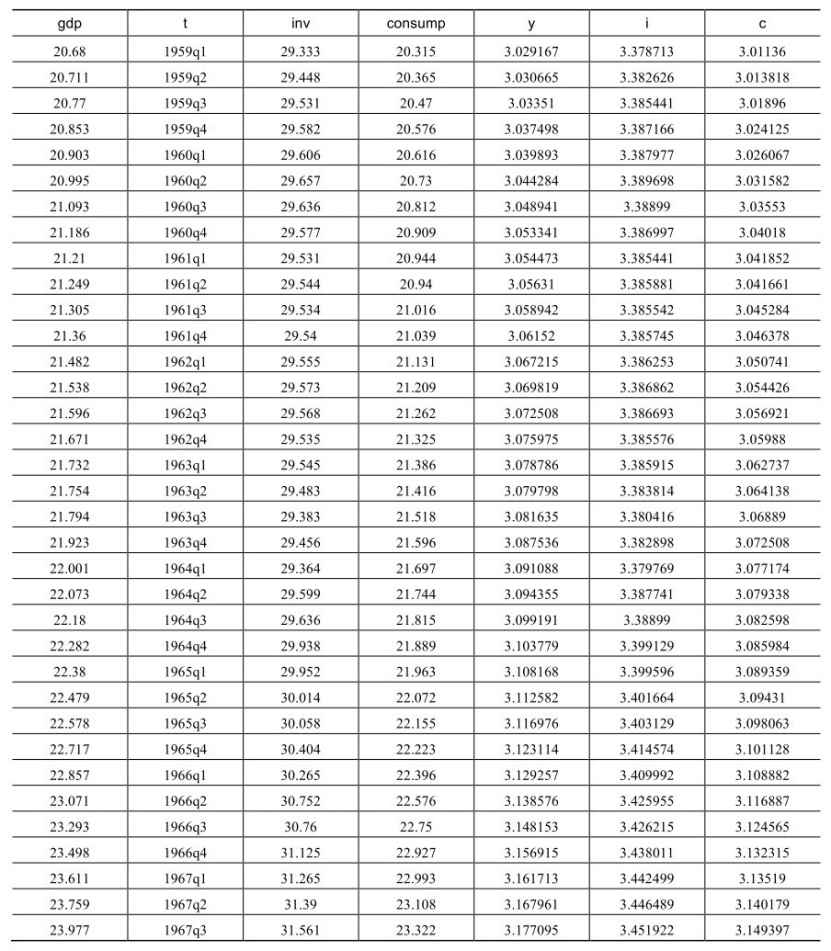 gdp t inv consump y i c
20.68 1959q1 29.333 20.315 3.029167 3.378713 3.01136
20.711 1959q2 29.448 20.365 3.030665 3.382626 3.013818
20.77 1959q3 29.531 20.47 3.03351 3.385441 3.01896
20.853 1959q4 29.582 20.576 3.037498 3.387166 3.024125
20.903 1960q1 29.606 20.616 3.039893 3.387977 3.026067
20.995 1960q2 29.657 20.73 3.044284 3.389698 3.031582
21.093 1960q3 29.636 20.812 3.048941 3.38899 3.03553
21.186 1960q4 29.577 20.909 3.053341 3.386997 3.04018
21.21 1961q1 29.531 20.944 3.054473 3.385441 3.041852
21.249 1961q2 29.544 20.94 3.05631 3.385881 3.041661
21.305 1961q3 29.534 21.016 3.058942 3.385542 3.045284
21.36 1961q4 29.54 21.039 3.06152 3.385745 3.046378
21.482 1962q1 29.555 21.131 3.067215 3.386253 3.050741
21.538 1962q2 29.573 21.209 3.069819 3.386862 3.054426
21.596 1962q3 29.568 21.262 3.072508 3.386693 3.056921
21.671 1962q4 29.535 21.325 3.075975 3.385576 3.05988
21.732 1963q1 29.545 21.386 3.078786 3.385915 3.062737
21.754 1963q2 29.483 21.416 3.079798 3.383814 3.064138
21.794 1963q3 29.383 21.518 3.081635 3.380416 3.06889
21.923 1963q4 29.456 21.596 3.087536 3.382898 3.072508
22.001 1964q1 29.364 21.697 3.091088 3.379769 3.077174
22.073 1964q2 29.599 21.744 3.094355 3.387741 3.079338
22.18 1964q3 29.636 21.815 3.099191 3.38899 3.082598
22.282 1964q4 29.938 21.889 3.103779 3.399129 3.085984
22.38 1965q1 29.952 21.963 3.108168 3.399596 3.089359
22.479 1965q2 30.014 22.072 3.112582 3.401664 3.09431
22.578 1965q3 30.058 22.155 3.116976 3.403129 3.098063
22.717 1965q4 30.404 22.223 3.123114 3.414574 3.101128
22.857 1966q1 30.265 22.396 3.129257 3.409992 3.108882
23.071 1966q2 30.752 22.576 3.138576 3.425955 3.116887
23.293 1966q3 30.76 22.75 3.148153 3.426215 3.124565
23.498 1966q4 31.125 22.927 3.156915 3.438011 3.132315
23.611 1967q1 31.265 22.993 3.161713 3.442499 3.13519
23.759 1967q2 31.39 23.108 3.167961 3.446489 3.140179
23.977 1967q3 31.561 23.322 3.177095 3.451922 3.149397